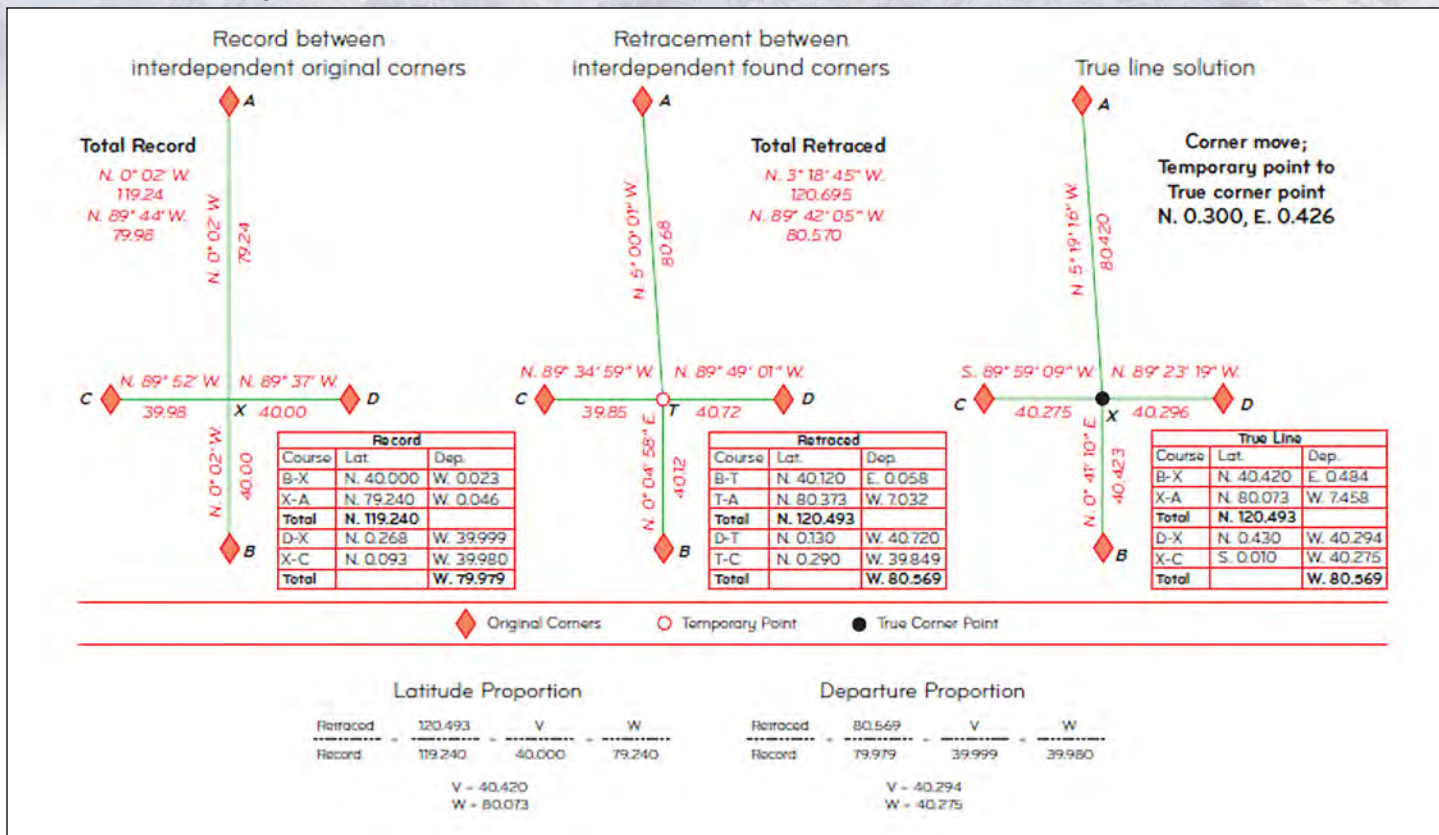 Record between
interdependent original corners
A
Total Record
N. 0° 02' W.
119.24
N. 89° 44' W.
79.98
N. 0° 02' W
79.24
N. 89° 52' W.
N. 89° 37' W.
C
39.98
X
40.00
D
N. 0° 02' W.
40.00
B
Record
Course Lat. Dep.
B-X N. 40.000 W. 0.023
X-A N. 79.240 W. 0.046
Total N. 119.240
D-X N. 0.268 W. 39.999
X-C N. 0.093 W. 39.980
Total W. 79.979
Retracement between
interdependent found corners
A
Total Retraced
N. 3° 18' 45" W.
120.695
N. 89° 42' 05" W.
80.570
N. 5° 00' 01" W.
80.68
N. 89° 34' 59" W.
N. 89° 49' 01" W.
C
39.85
T
40.72
D
N. 0° 04' 58" E.
40.12
B
Retraced
Course Lat. Dep.
B-T N. 40.120 E. 0.058
T-A N. 80.373 W. 7.032
Total N. 120.493
D-T N. 0.130 W. 40.720
T-C N. 0.290 W. 39.849
Total W. 80.569
True line solution
A
Corner move;
Temporary point to
True corner point
N. 0.300, E. 0.426
N. 5° 19' 16" W.
80.420
S. 89° 59' 09" W.
N. 89° 23' 19" W.
C
40.275
X
40.296
D
N. 0° 41' 10" E.
40.423
B
True Line
Course Lat. Dep.
B-X N. 40.420 E. 0.484
X-A N. 80.073 W. 7.458
Total N. 120.493
D-X N. 0.430 W. 40.294
X-C S. 0.010 W. 40.275
Total W. 80.569
Original Corners
Temporary Point
True Corner Point
Latitude Proportion
Retraced 120.493 V W
Record 119.240 40.000 79.240
V = 40.420
W = 80.073
Departure Proportion
Retraced 80.569 V W
Record 79.979 39.999 39.980
V = 40.294
W = 40.275